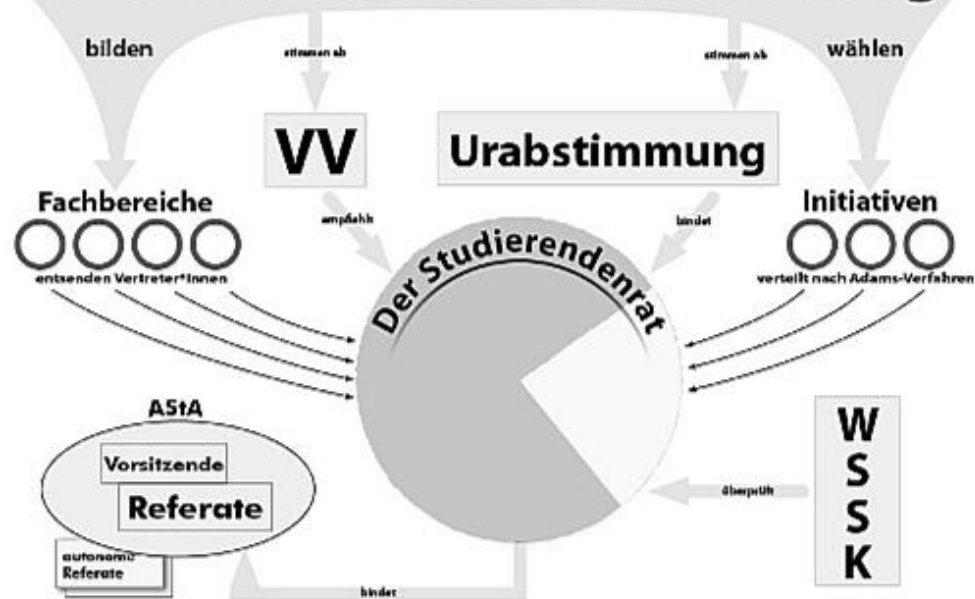 bilden
stimmen ab
stimmen ab
wählen
VV
Urabstimmung
Fachbereiche
Initiativen
empfiehlt
bindet
entsenden Vertreter*Innen
verteilt nach Adams-Verfahren
Der Studierendenrat
AStA
Vorsitzende
Referate
autonome
Referate
W
S
S
K
überprüft
bindet